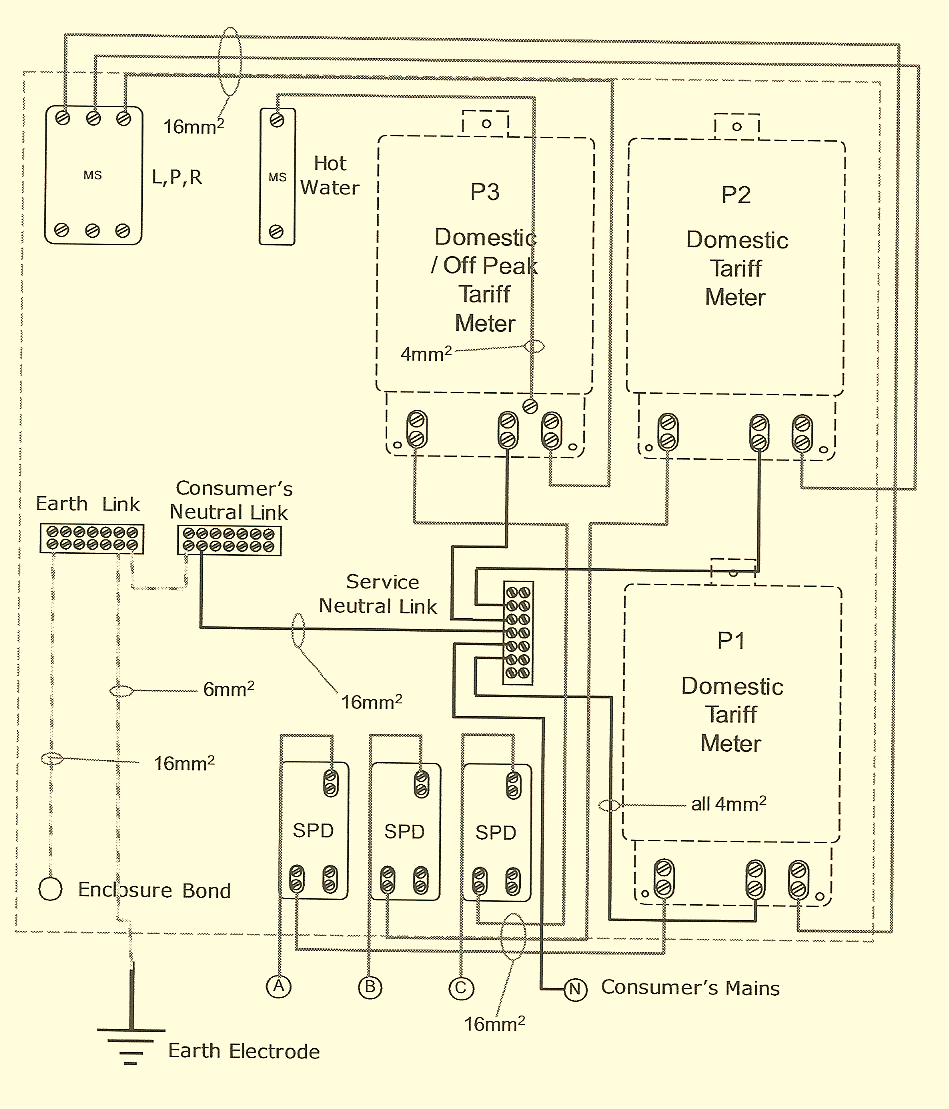 16mm²
MS
L,P,R
MS
Hot
Water
P3
Domestic
/ Off Peak
Tariff
Meter
4mm²
P2
Domestic
Tariff
Meter
Earth Link
Consumer's
Neutral Link
Service
Neutral Link
16mm²
6mm²
16mm²
P1
Domestic
Tariff
Meter
all 4mm²
SPD
SPD
SPD
Enclosure Bond
A
B
C
N
Consumer's Mains
16mm²
Earth Electrode